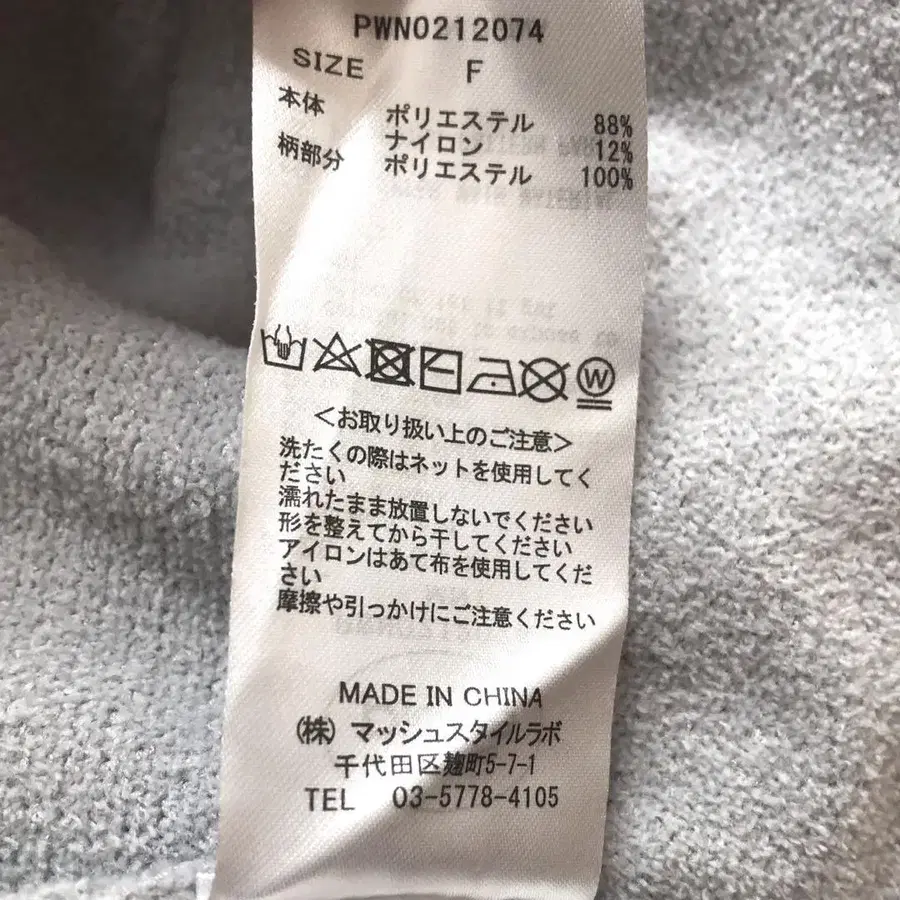 PWN0212074
SIZE F
本体 ポリエステル 88%
ナイロン 12%
柄部分 ポリエステル 100%
W
<お取り扱い上のご注意>
洗たくの際はネットを使用してく
ださい
濡れたまま放置しないでください
形を整えてから干してください
アイロンはあて布を使用してくだ
さい
摩擦や引っかけにご注意ください
MADE IN CHINA
(株) マッシュスタイルラボ
千代田区麹町5-7-1
TEL 03-5778-4105